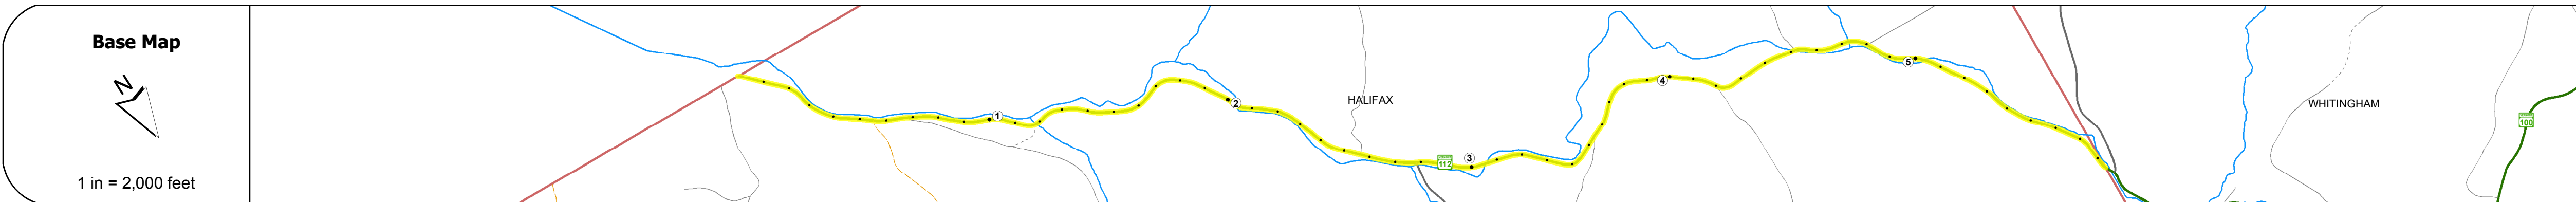 Base Map
N
1 in = 2,000 feet
1
2
HALIFAX
112
3
4
5
WHITINGHAM
100